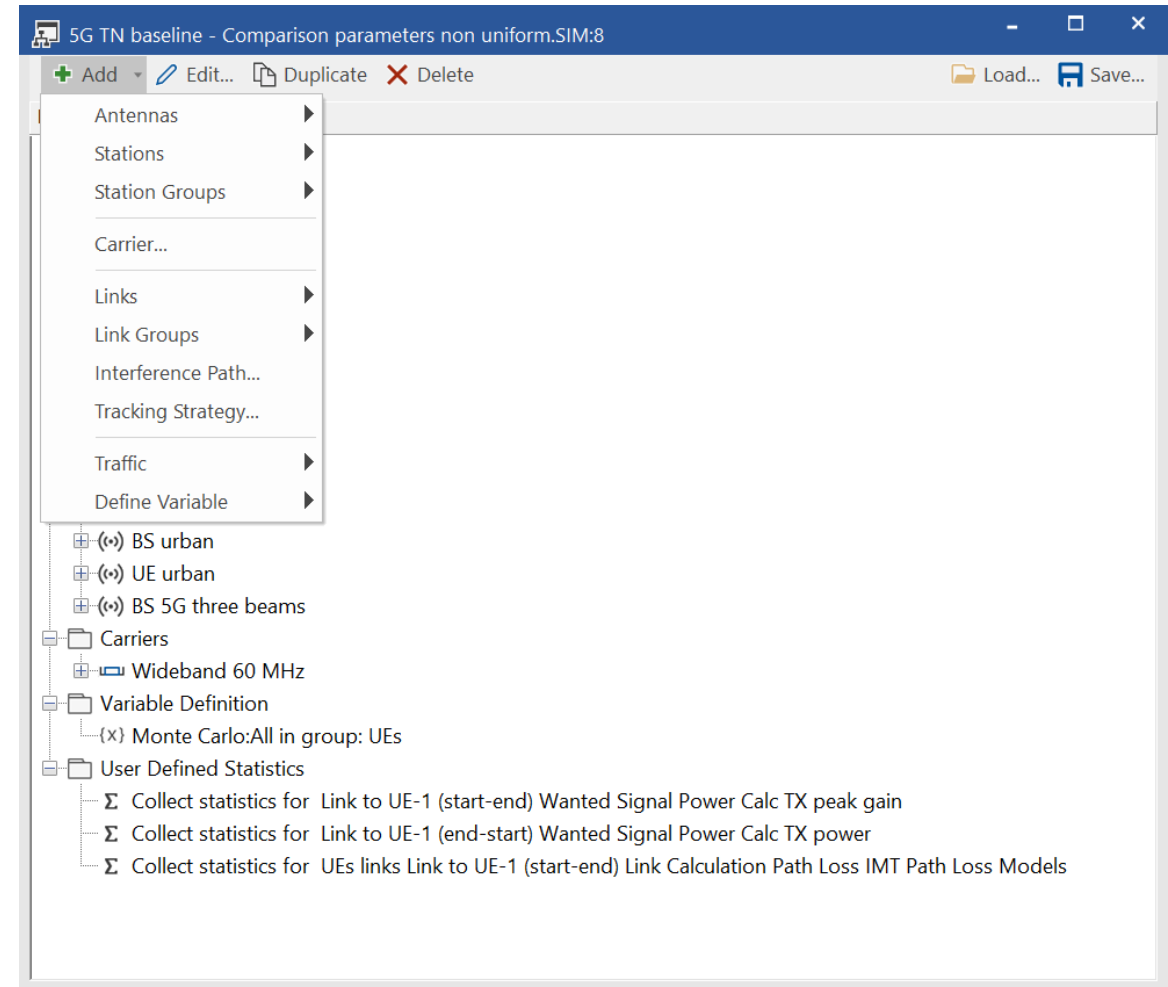 5G TN baseline - Comparison parameters non uniform.SIM:8
Add Edit... Duplicate Delete Load... Save...
Antennas
Stations
Station Groups
Carrier...
Links
Link Groups
Interference Path...
Tracking Strategy...
Traffic
Define Variable
BS urban
UE urban
BS 5G three beams
Carriers
Wideband 60 MHz
Variable Definition
{x} Monte Carlo:All in group: UEs
User Defined Statistics
Σ Collect statistics for Link to UE-1 (start-end) Wanted Signal Power Calc TX peak gain
Σ Collect statistics for Link to UE-1 (end-start) Wanted Signal Power Calc TX power
Σ Collect statistics for UEs links Link to UE-1 (start-end) Link Calculation Path Loss IMT Path Loss Models